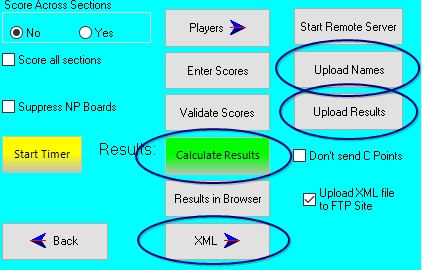 Score Across Sections
No
Yes
Players
Start Remote Server
Score all sections
Enter Scores
Upload Names
Suppress NP Boards
Validate Scores
Upload Results
Start Timer
Results:
Calculate Results
Don't send C Points
Results in Browser
Upload XML file
to FTP Site
Back
XML